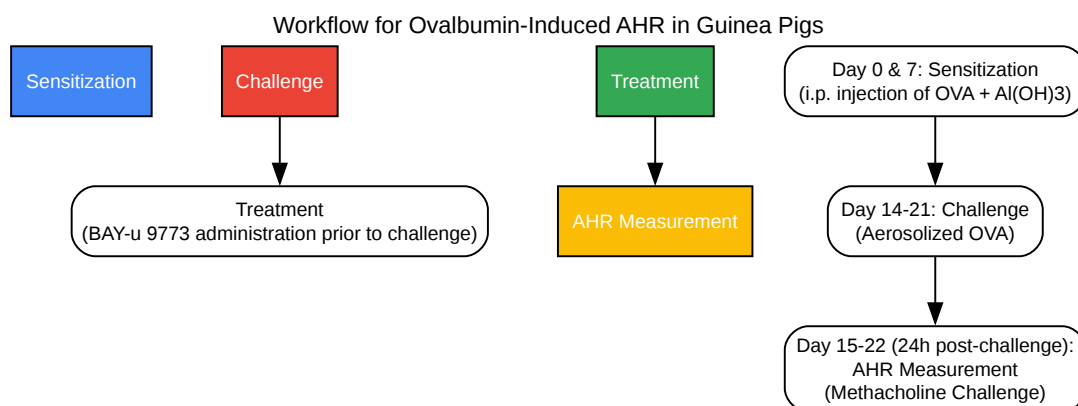 Workflow for Ovalbumin-Induced AHR in Guinea Pigs
Sensitization
Challenge
Treatment
Day 0 & 7: Sensitization
(i.p. injection of OVA + Al(OH)3)
Treatment
(BAY-u 9773 administration prior to challenge)
AHR Measurement
Day 14-21: Challenge
(Aerosolized OVA)
Day 15-22 (24h post-challenge):
AHR Measurement
(Methacholine Challenge)